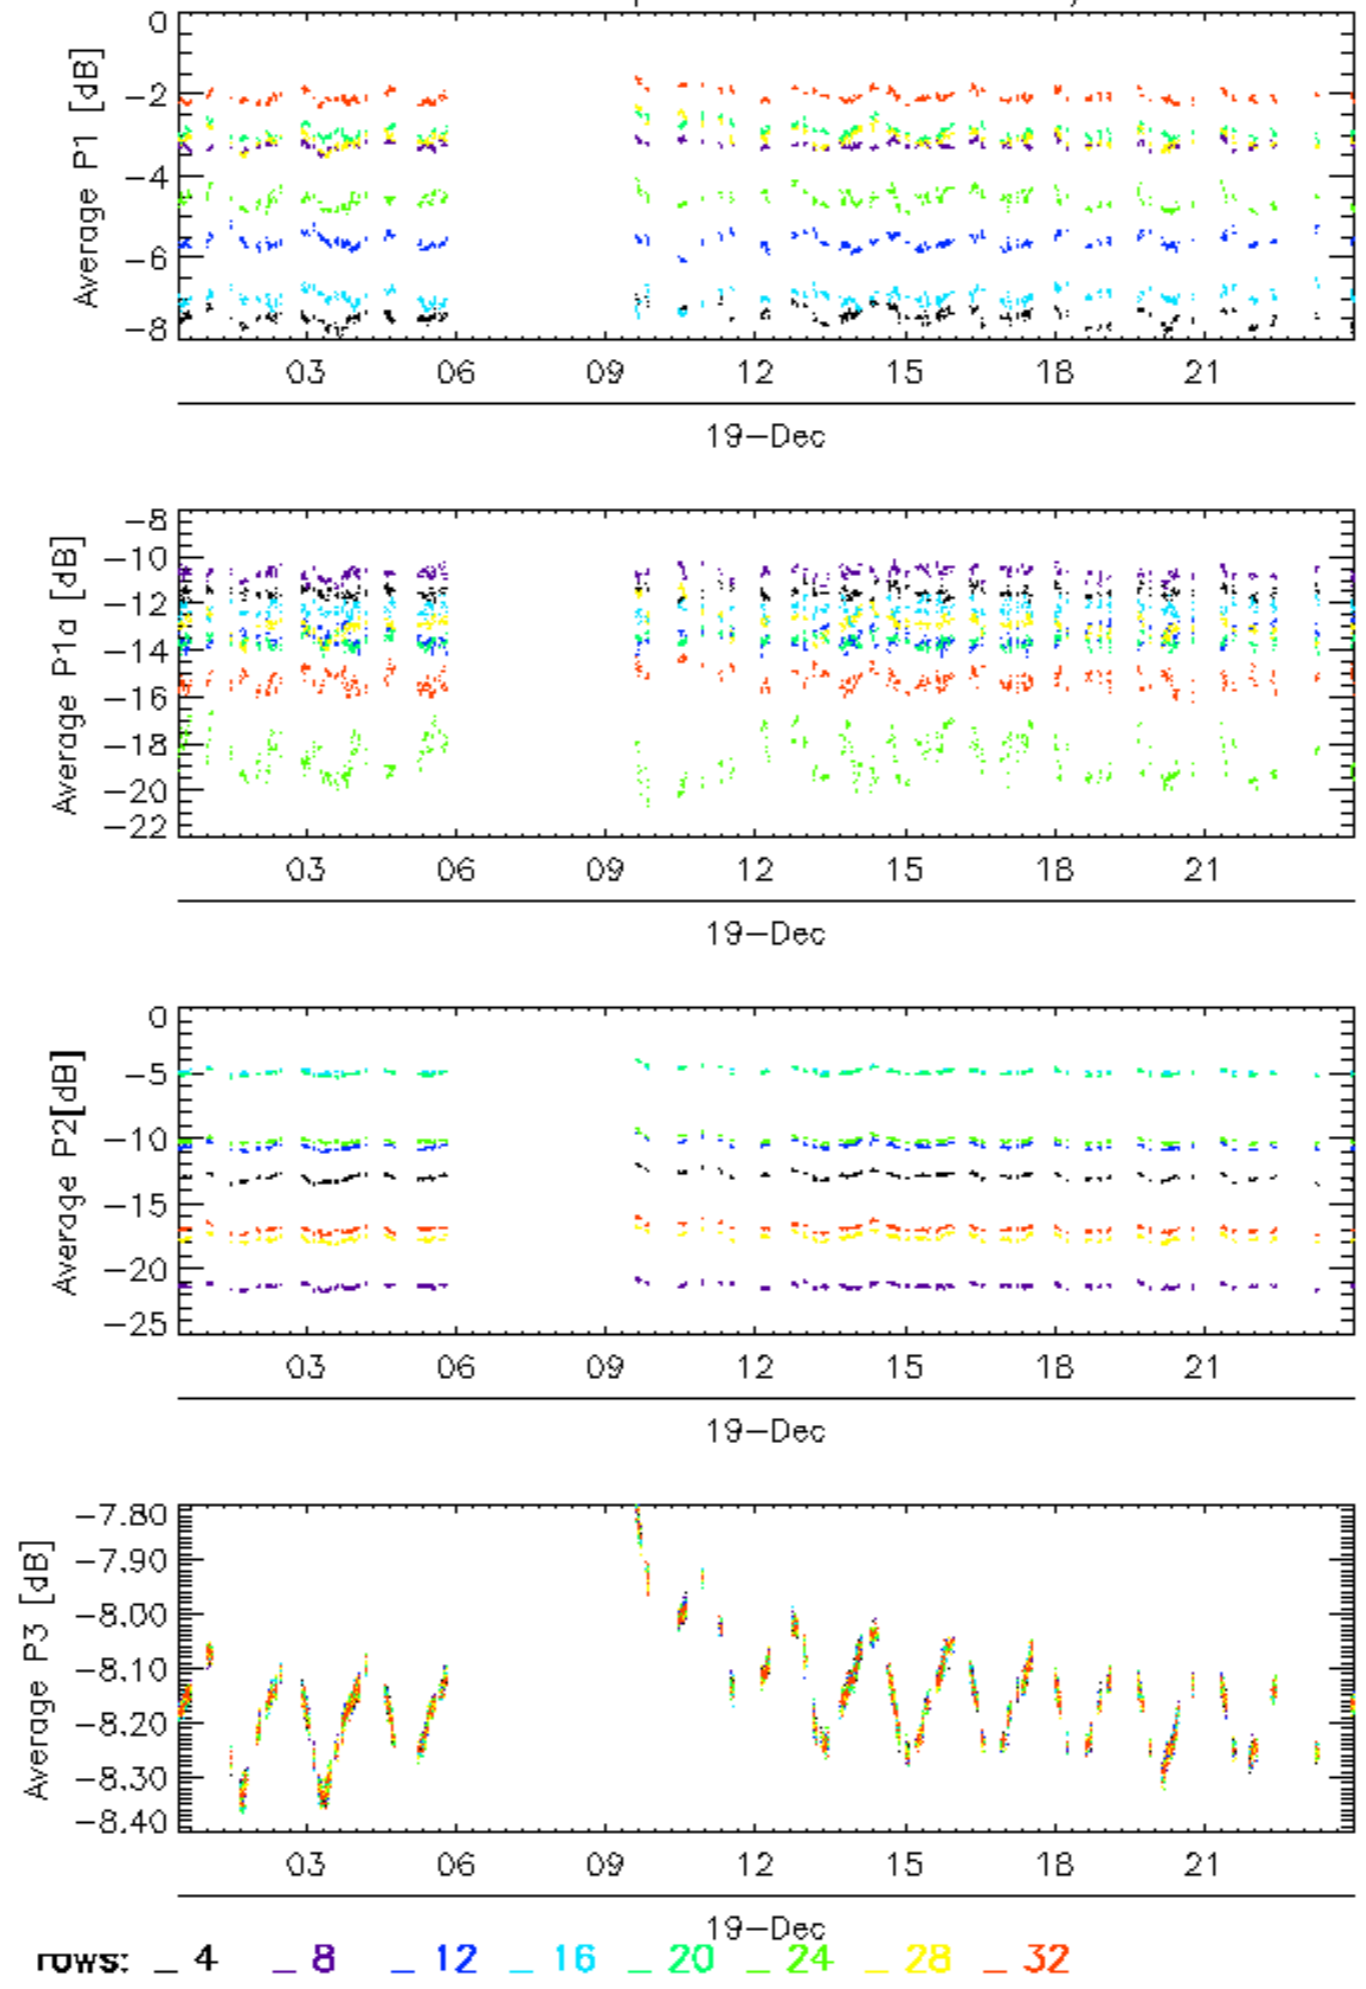 Average P1 [dB]
0
−2
−4
−6
−8
03 06 09 12 15 18 21
19−Dec
Average P1a [dB]
−8
−10
−12
−14
−16
−18
−20
−22
03 06 09 12 15 18 21
19−Dec
Average P2[dB]
0
−5
−10
−15
−20
−25
03 06 09 12 15 18 21
19−Dec
Average P3 [dB]
−7.80
−7.90
−8.00
−8.10
−8.20
−8.30
−8.40
03 06 09 12 15 18 21
19−Dec
rows: _ 4 _ 8 _ 12 _ 16 _ 20 _ 24 _ 28 _ 32